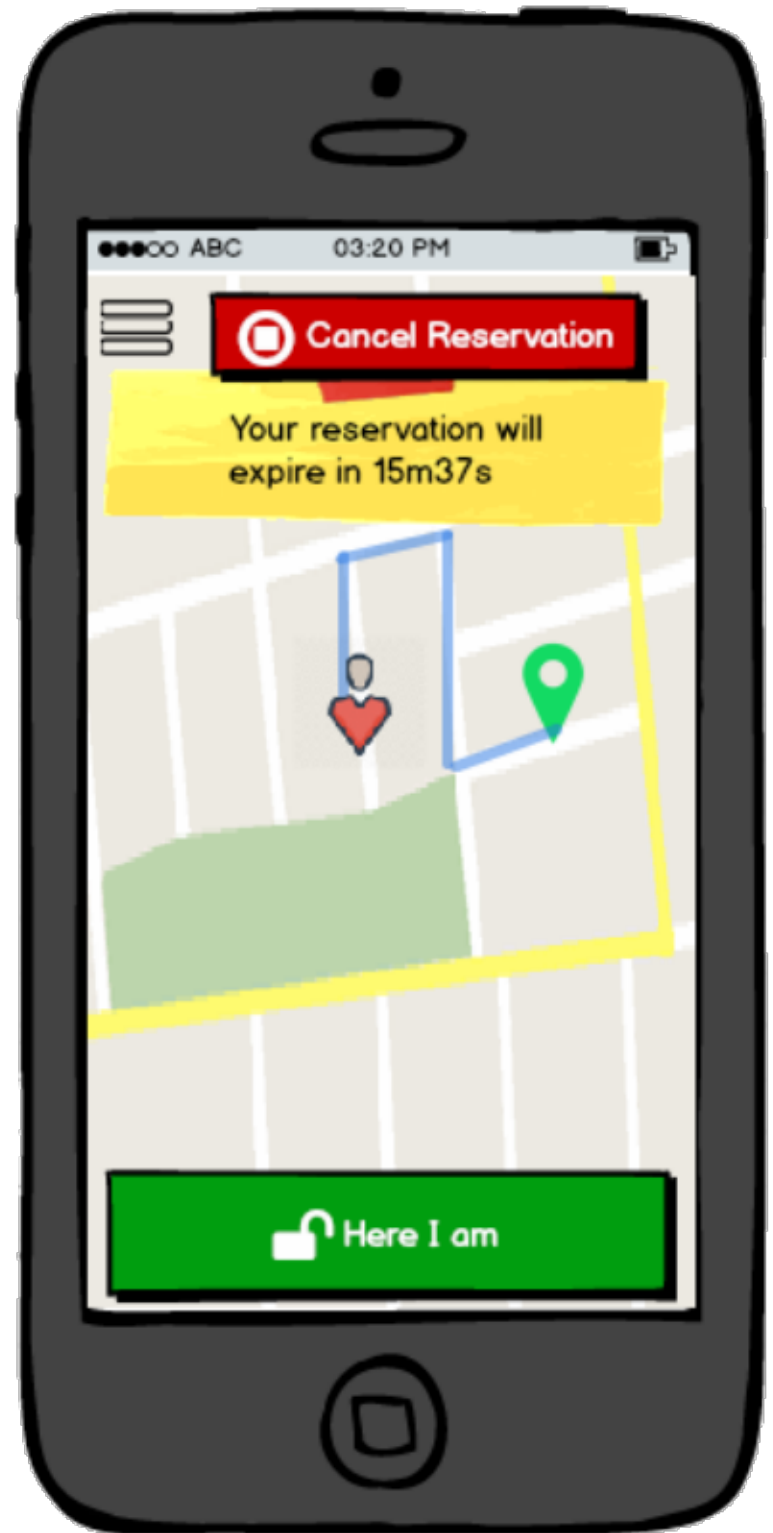 ABC 03:20 PM
Cancel Reservation
Your reservation will
expire in 15m37s
Here I am